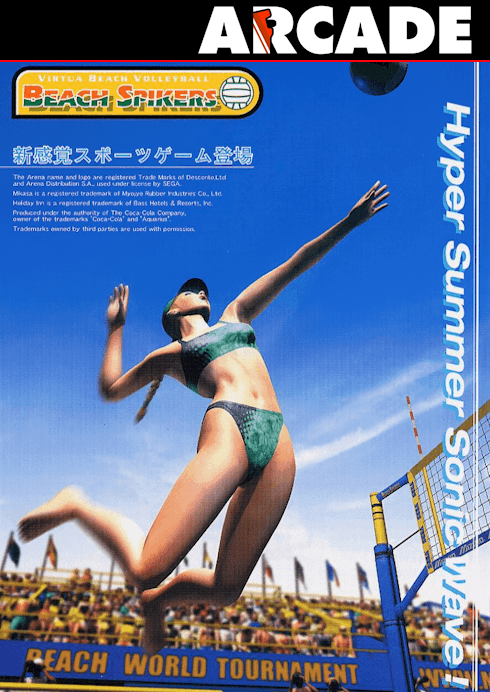 ARCADE
VIRTUA BEACH VOLLEYBALL
BEACH SPIKERS
新感覚スポーツゲーム登場
The Arena name and logo are registered Trade Marks of Descente,Ltd
and Arena Distribution S.A., used under license by SEGA.
Mikasa is a registered trademark of Myojyo Rubber Industries Co., Ltd.
Holiday Inn is a registered trademark of Bass Hotels & Resorts, Inc.
Produced under the authority of The Coca-Cola Company,
owner of the trademarks "Coca-Cola" and "Aquarius".
Trademarks owned by third parties are used with permission.
Hyper Summer Sonic Wave!
BEACH WORLD TOURNAMENT